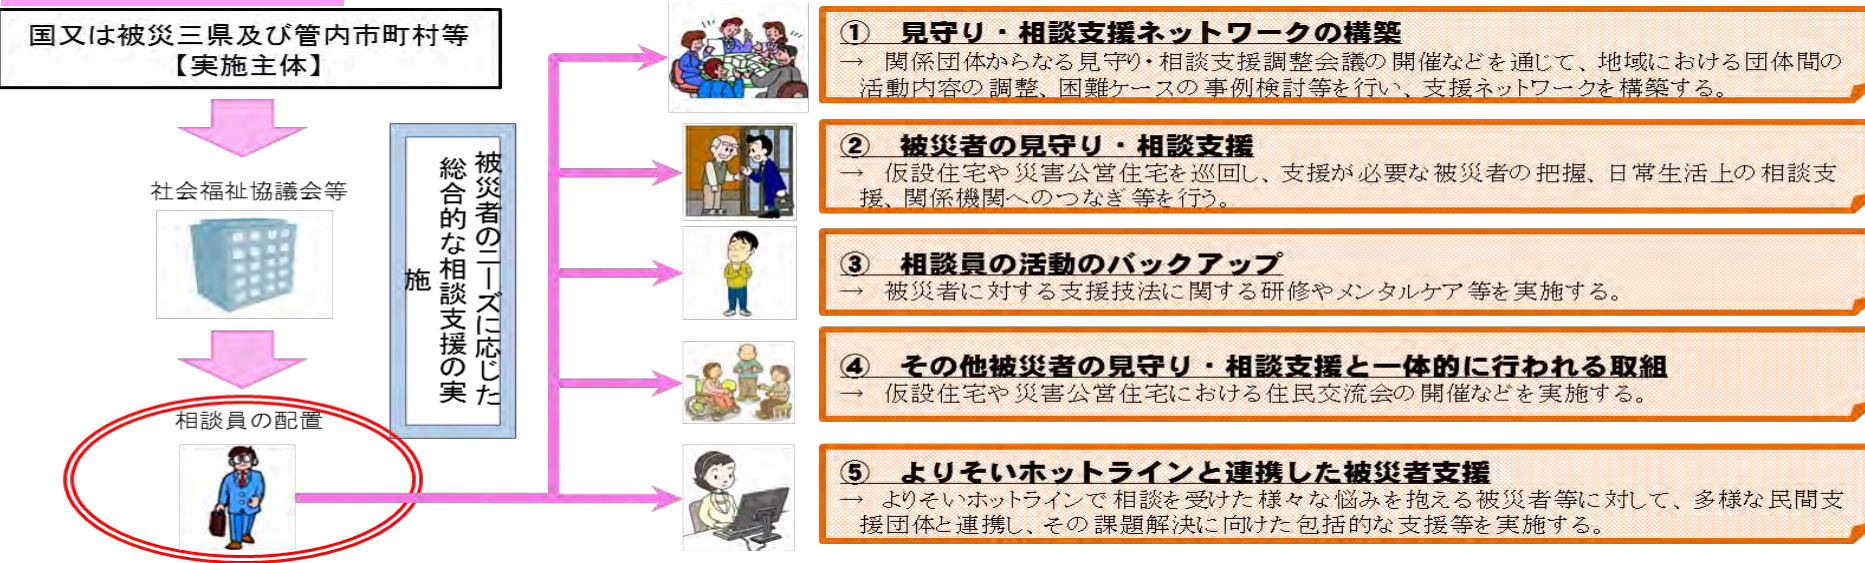 国又は被災三県及び管内市町村等
【実施主体】
社会福祉協議会等
相談員の配置
被災者のニーズに応じた
総合的な相談支援の実
施
① 見守り・相談支援ネットワークの構築
→ 関係団体からなる見守り・相談支援調整会議の開催などを通じて、地域における団体間の
活動内容の調整、困難ケースの事例検討等を行い、支援ネットワークを構築する。
② 被災者の見守り・相談支援
→ 仮設住宅や災害公営住宅を巡回し、支援が必要な被災者の把握、日常生活上の相談支
援、関係機関へのつなぎ等を行う。
③ 相談員の活動のバックアップ
→ 被災者に対する支援技法に関する研修やメンタルケア等を実施する。
④ その他被災者の見守り・相談支援と一体的に行われる取組
→ 仮設住宅や災害公営住宅における住民交流会の開催などを実施する。
⑤ よりそいホットラインと連携した被災者支援
→ よりそいホットラインで相談を受けた様々な悩みを抱える被災者等に対して、多様な民間支
援団体と連携し、その課題解決に向けた包括的な支援等を実施する。